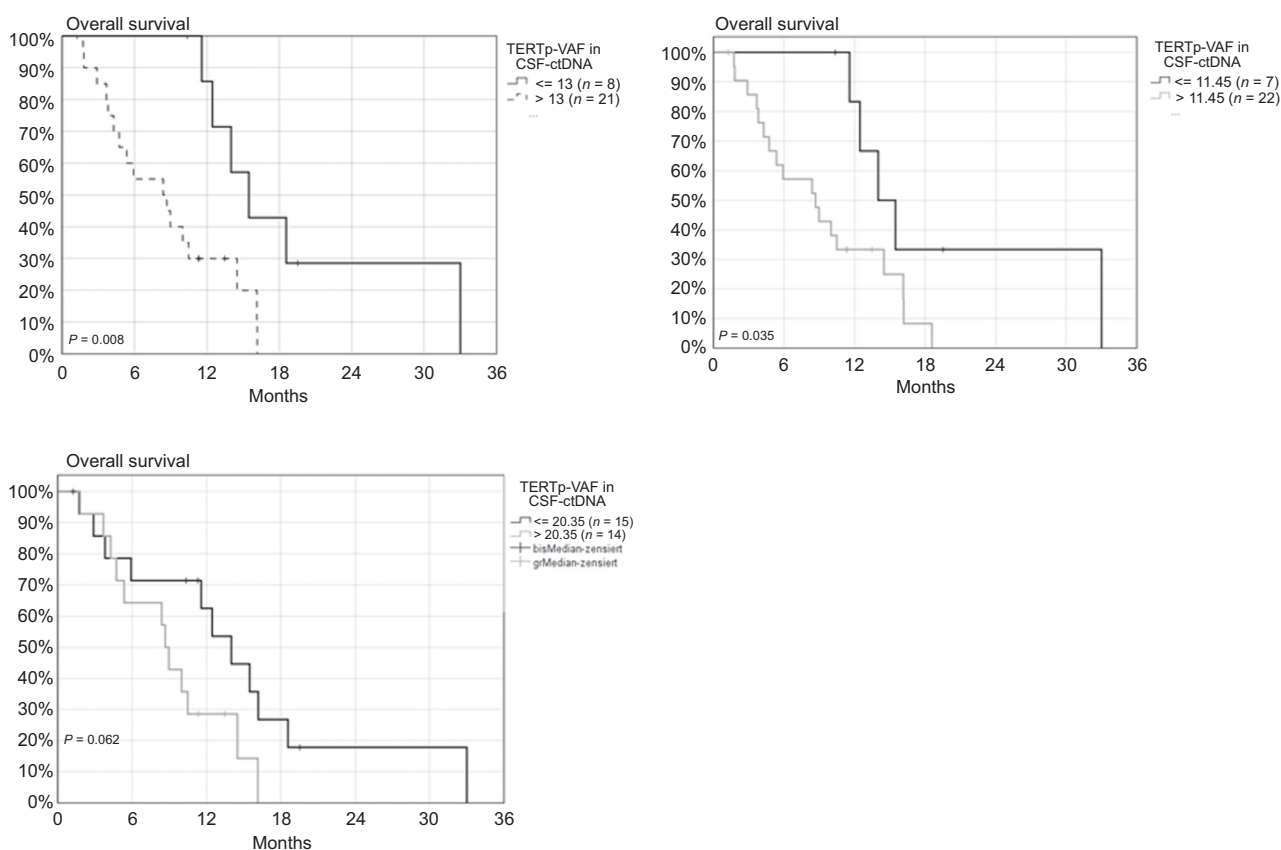 Overall survival
100%
90%
80%
70%
60%
50%
40%
30%
20%
10%
0%
P = 0.008
0 6 12 18 24 30 36
Months
TERTp-VAF in
CSF-ctDNA
<= 13 (n = 8)
> 13 (n = 21)
...
Overall survival
100%
90%
80%
70%
60%
50%
40%
30%
20%
10%
0%
P = 0.035
0 6 12 18 24 30 36
Months
TERTp-VAF in
CSF-ctDNA
<= 11.45 (n = 7)
> 11.45 (n = 22)
...
Overall survival
100%
90%
80%
70%
60%
50%
40%
30%
20%
10%
0%
P = 0.062
0 6 12 18 24 30 36
Months
TERTp-VAF in
CSF-ctDNA
<= 20.35 (n = 15)
> 20.35 (n = 14)
bisMedian-zensiert
grMedian-zensiert